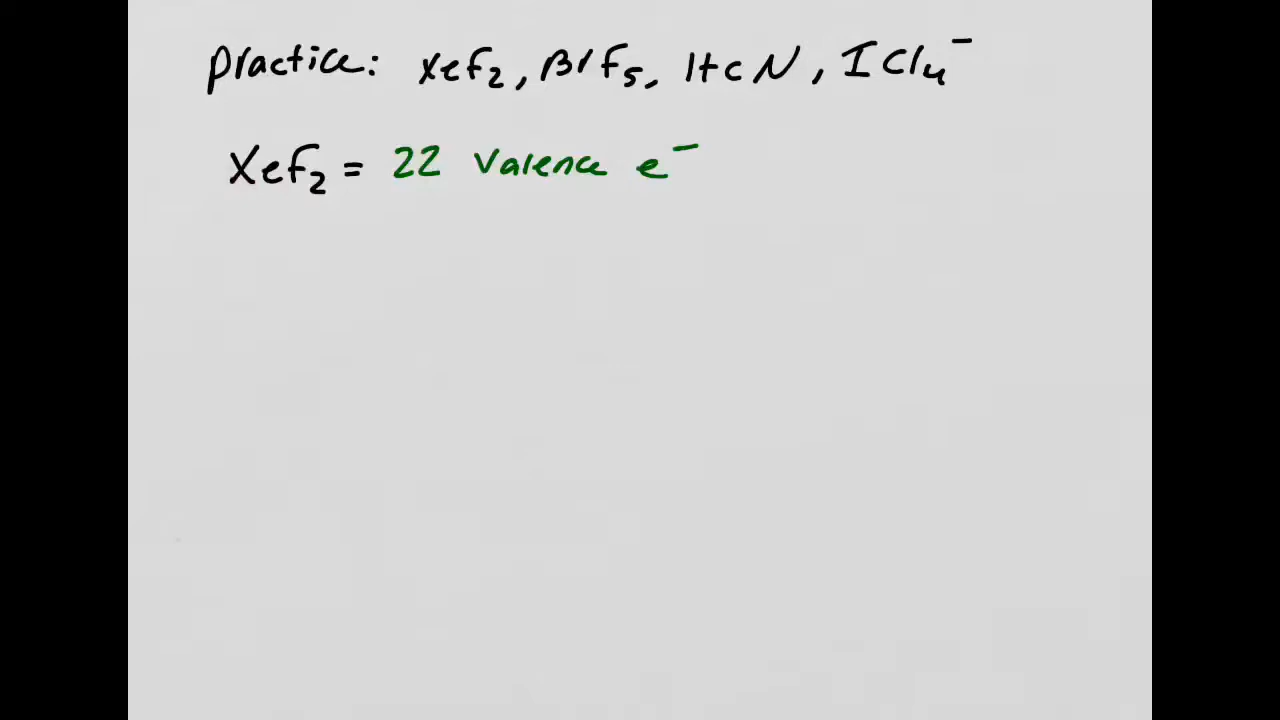 practice: XeF₂, BrF₅, HCN, ICl₄⁻
XeF₂ = 22 Valence e⁻